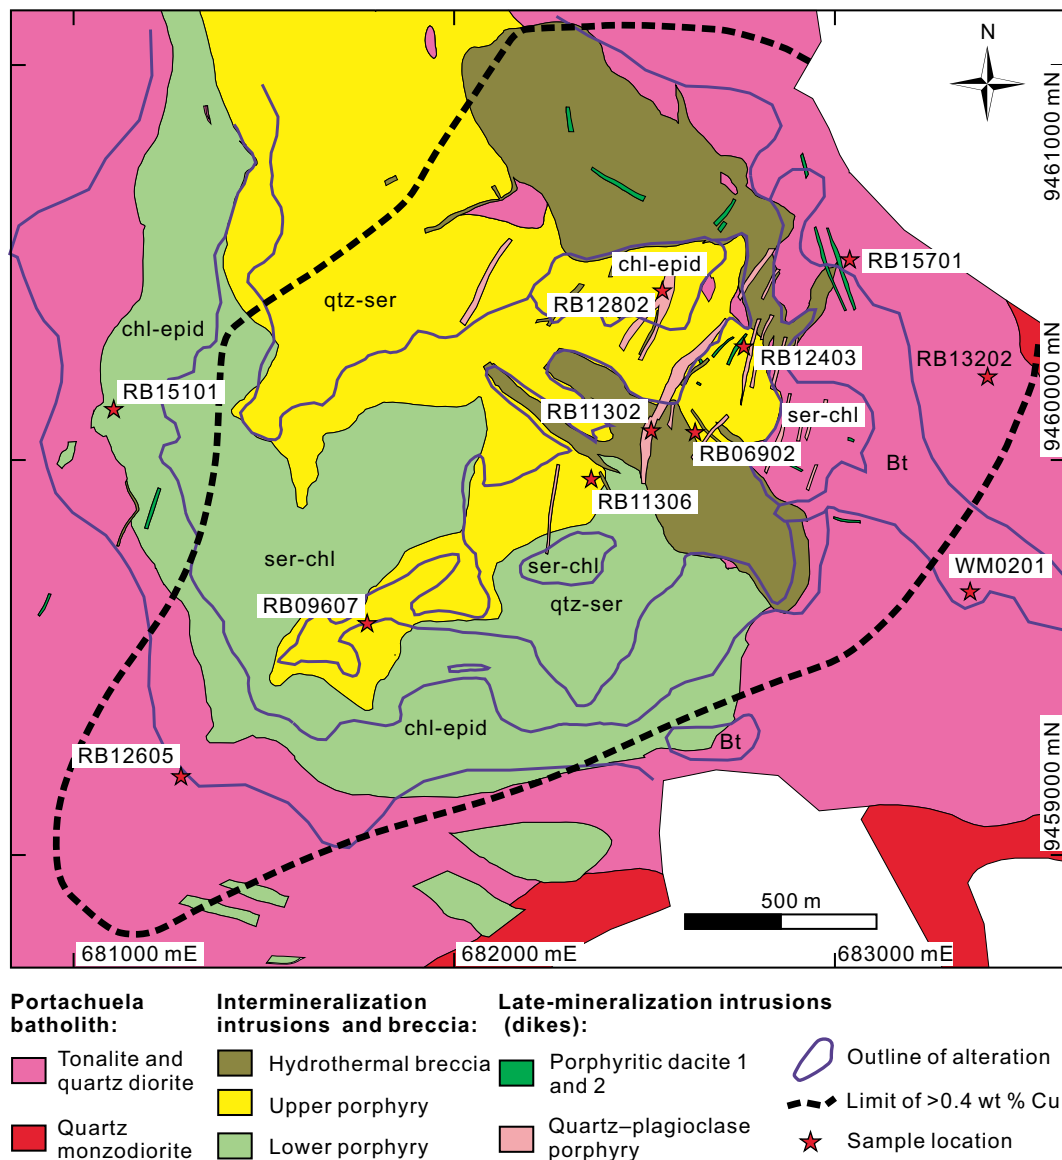 N
9461000 mN
chl-epid
RB15701
qtz-ser
RB12802
chl-epid
RB12403
RB13202
9460000 mN
RB15101
RB11302
ser-chl
RB06902
Bt
RB11306
ser-chl
ser-chl
WM0201
qtz-ser
RB09607
chl-epid
Bt
RB12605
9459000 mN
500 m
681000 mE
682000 mE
683000 mE
Portachuela
batholith:
Tonalite and
quartz diorite
Quartz
monzodiorite
Intermineralization
intrusions and breccia:
Hydrothermal breccia
Upper porphyry
Lower porphyry
Late-mineralization intrusions
(dikes):
Porphyritic dacite 1
and 2
Quartz–plagioclase
porphyry
Outline of alteration
Limit of >0.4 wt % Cu
Sample location